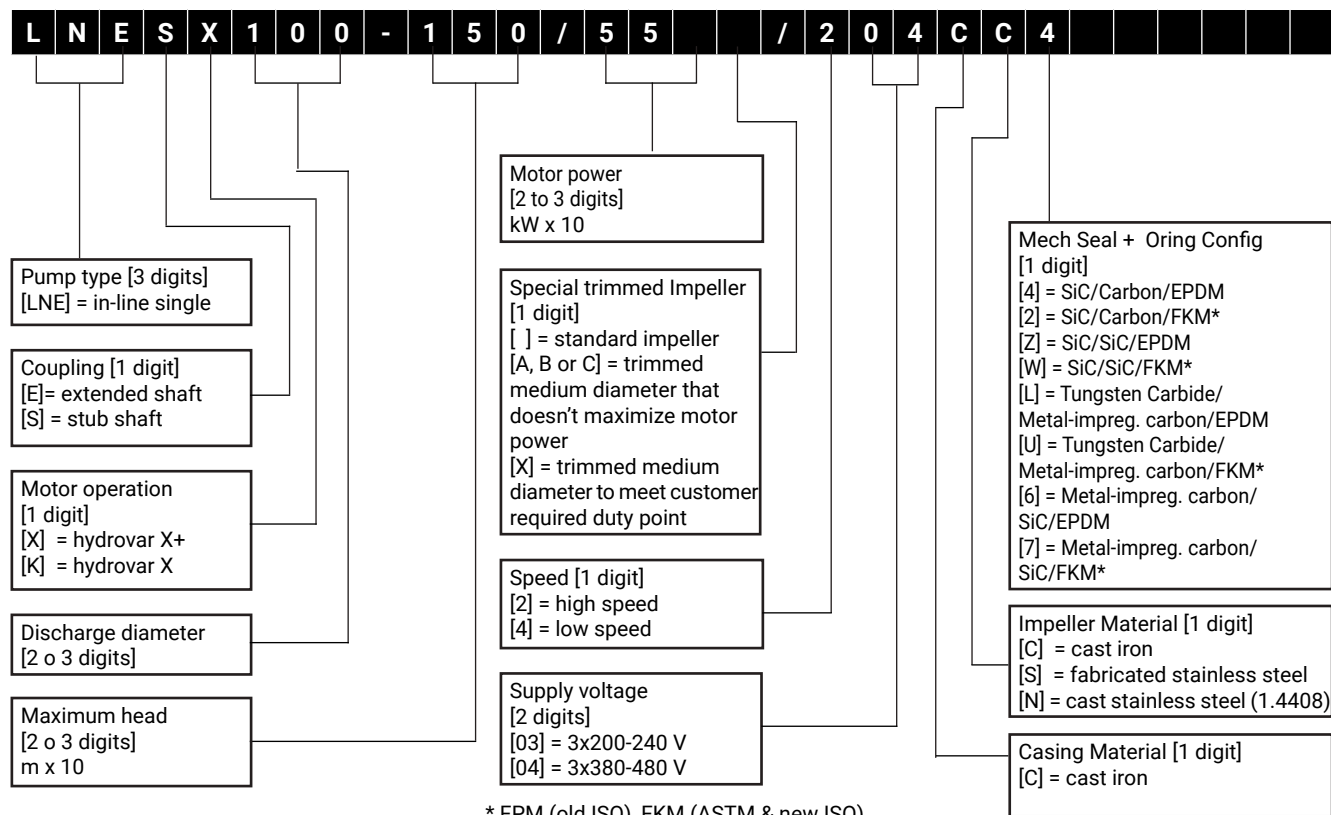 LNESX100-150/55 /204CC4
Pump type [3 digits]
[LNE] = in-line single
Coupling [1 digit]
[E]= extended shaft
[S] = stub shaft
Motor operation
[1 digit]
[X] = hydrovar X+
[K] = hydrovar X
Discharge diameter
[2 o 3 digits]
Maximum head
[2 o 3 digits]
m x 10
Motor power
[2 to 3 digits]
kW x 10
Special trimmed Impeller
[1 digit]
[ ] = standard impeller
[A, B or C] = trimmed
medium diameter that
doesn’t maximize motor
power
[X] = trimmed medium
diameter to meet customer
required duty point
Speed [1 digit]
[2] = high speed
[4] = low speed
Supply voltage
[2 digits]
[03] = 3x200-240 V
[04] = 3x380-480 V
Mech Seal + Oring Config
[1 digit]
[4] = SiC/Carbon/EPDM
[2] = SiC/Carbon/FKM*
[Z] = SiC/SiC/EPDM
[W] = SiC/SiC/FKM*
[L] = Tungsten Carbide/
Metal-impreg. carbon/EPDM
[U] = Tungsten Carbide/
Metal-impreg. carbon/FKM*
[6] = Metal-impreg. carbon/
SiC/EPDM
[7] = Metal-impreg. carbon/
SiC/FKM*
Impeller Material [1 digit]
[C] = cast iron
[S] = fabricated stainless steel
[N] = cast stainless steel (1.4408)
Casing Material [1 digit]
[C] = cast iron
* FPM (old ISO), FKM (ASTM & new ISO)